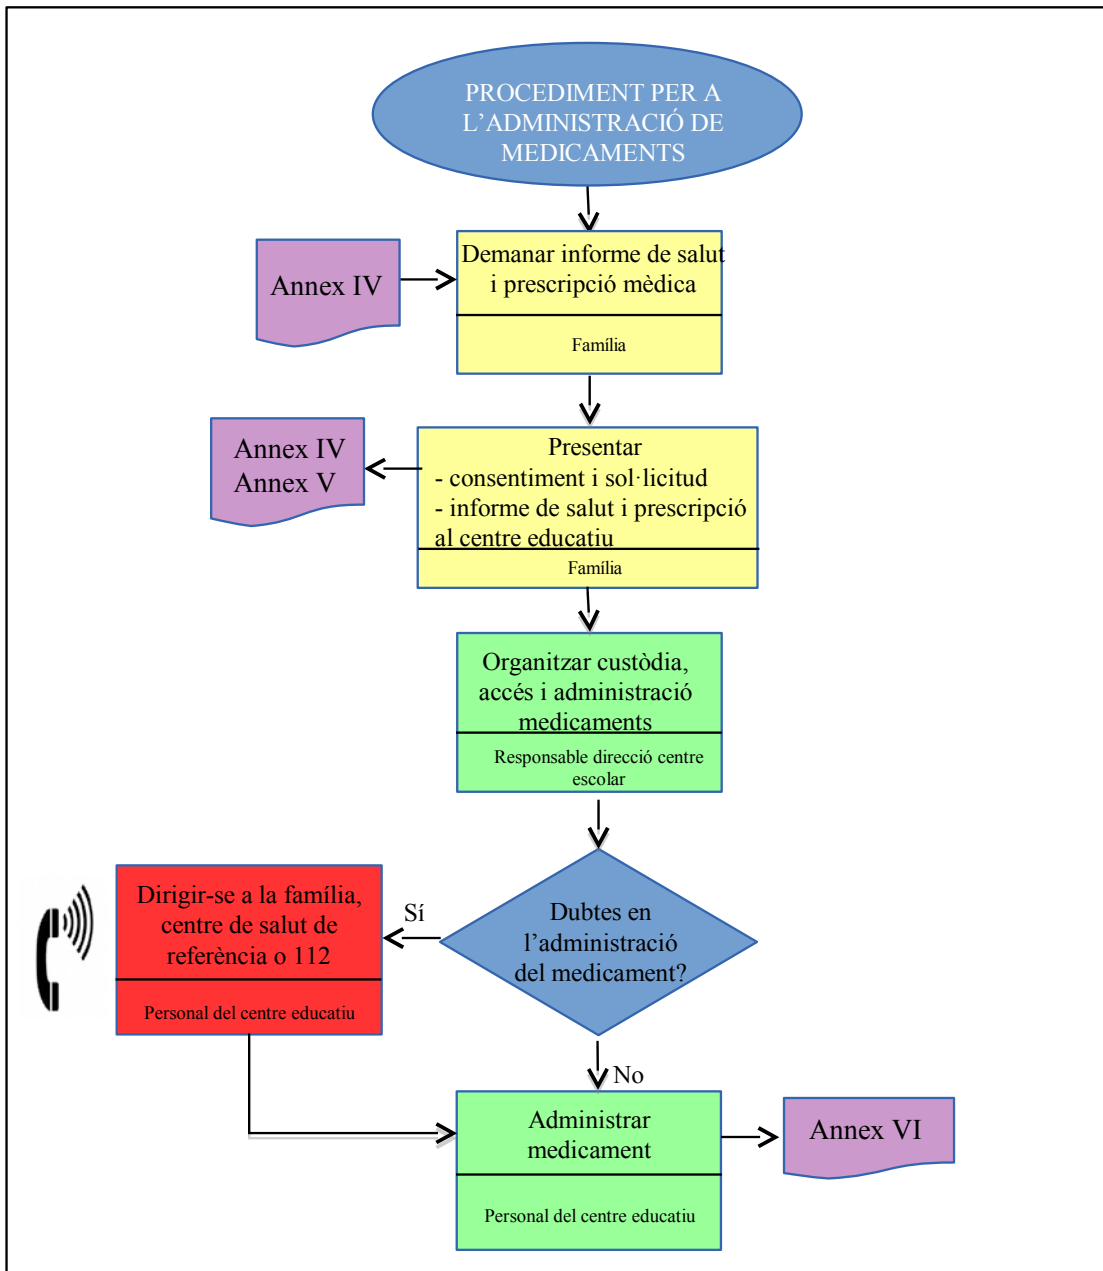 PROCEDIMENT PER A
L’ADMINISTRACIÓ DE
MEDICAMENTS
Annex IV
Demanar informe de salut
i prescripció mèdica
Família
Annex IV
Annex V
Presentar
- consentiment i sol·licitud
- informe de salut i prescripció
al centre educatiu
Família
Organitzar custòdia,
accés i administració
medicaments
Responsable direcció centre
escolar
Dubtes en
l’administració
del medicament?
Sí
Dirigir-se a la família,
centre de salut de
referència o 112
Personal del centre educatiu
No
Administrar
medicament
Personal del centre educatiu
Annex VI